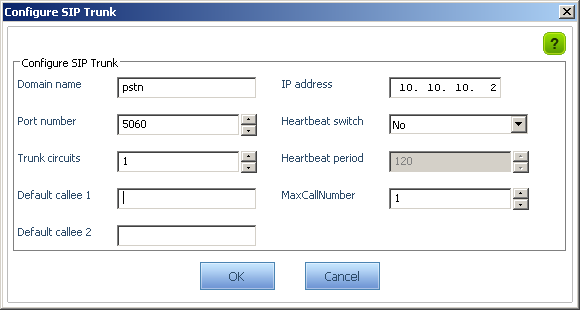 Configure SIP Trunk
?
Configure SIP Trunk
Domain name pstn IP address 10. 10. 10. 2
Port number 5060 Heartbeat switch No
Trunk circuits 1 Heartbeat period 120
Default callee 1 MaxCallNumber 1
Default callee 2
OK Cancel